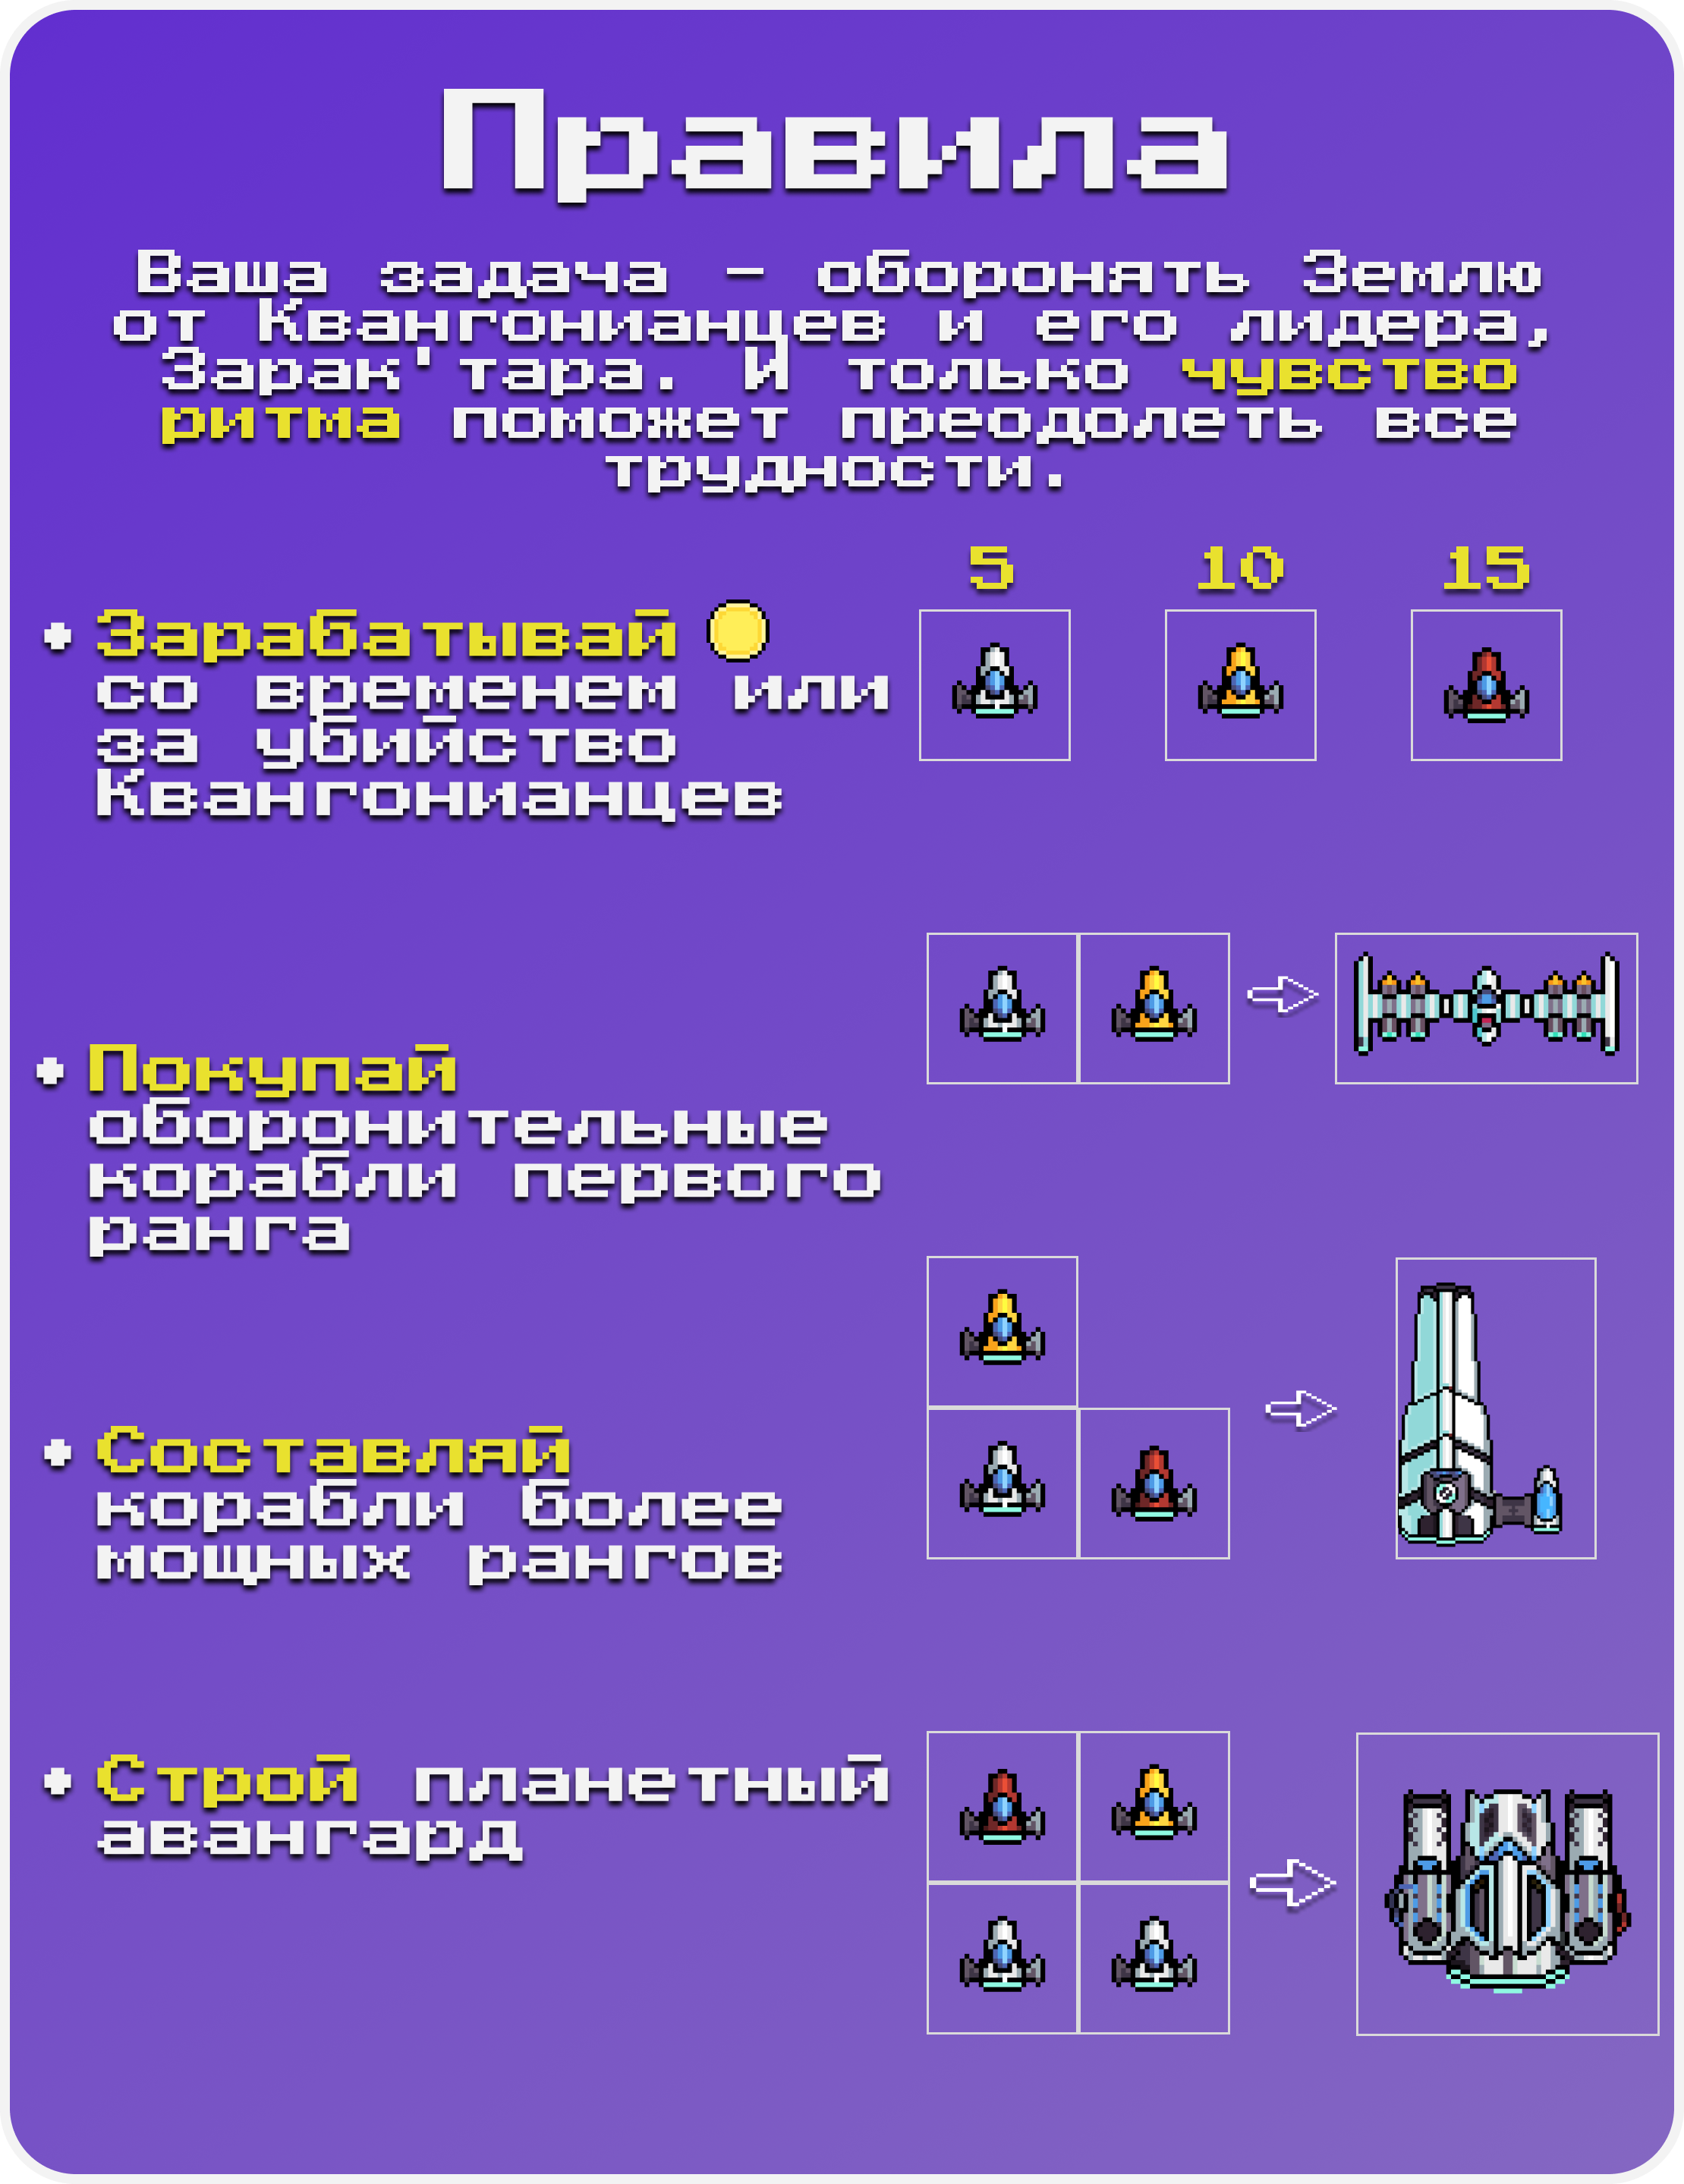 Правила
Ваша задача - оборонять Землю
от Квангонианцев и его лидера,
Зарак'тара. И только чувство
ритма поможет преодолеть все
трудности.
5 10 15
• Зарабатывай
со временем или
за убийство
Квангонианцев
• Покупай
оборонительные
корабли первого
ранга
• Составляй
корабли более
мощных рангов
• Строй планетный
авангард